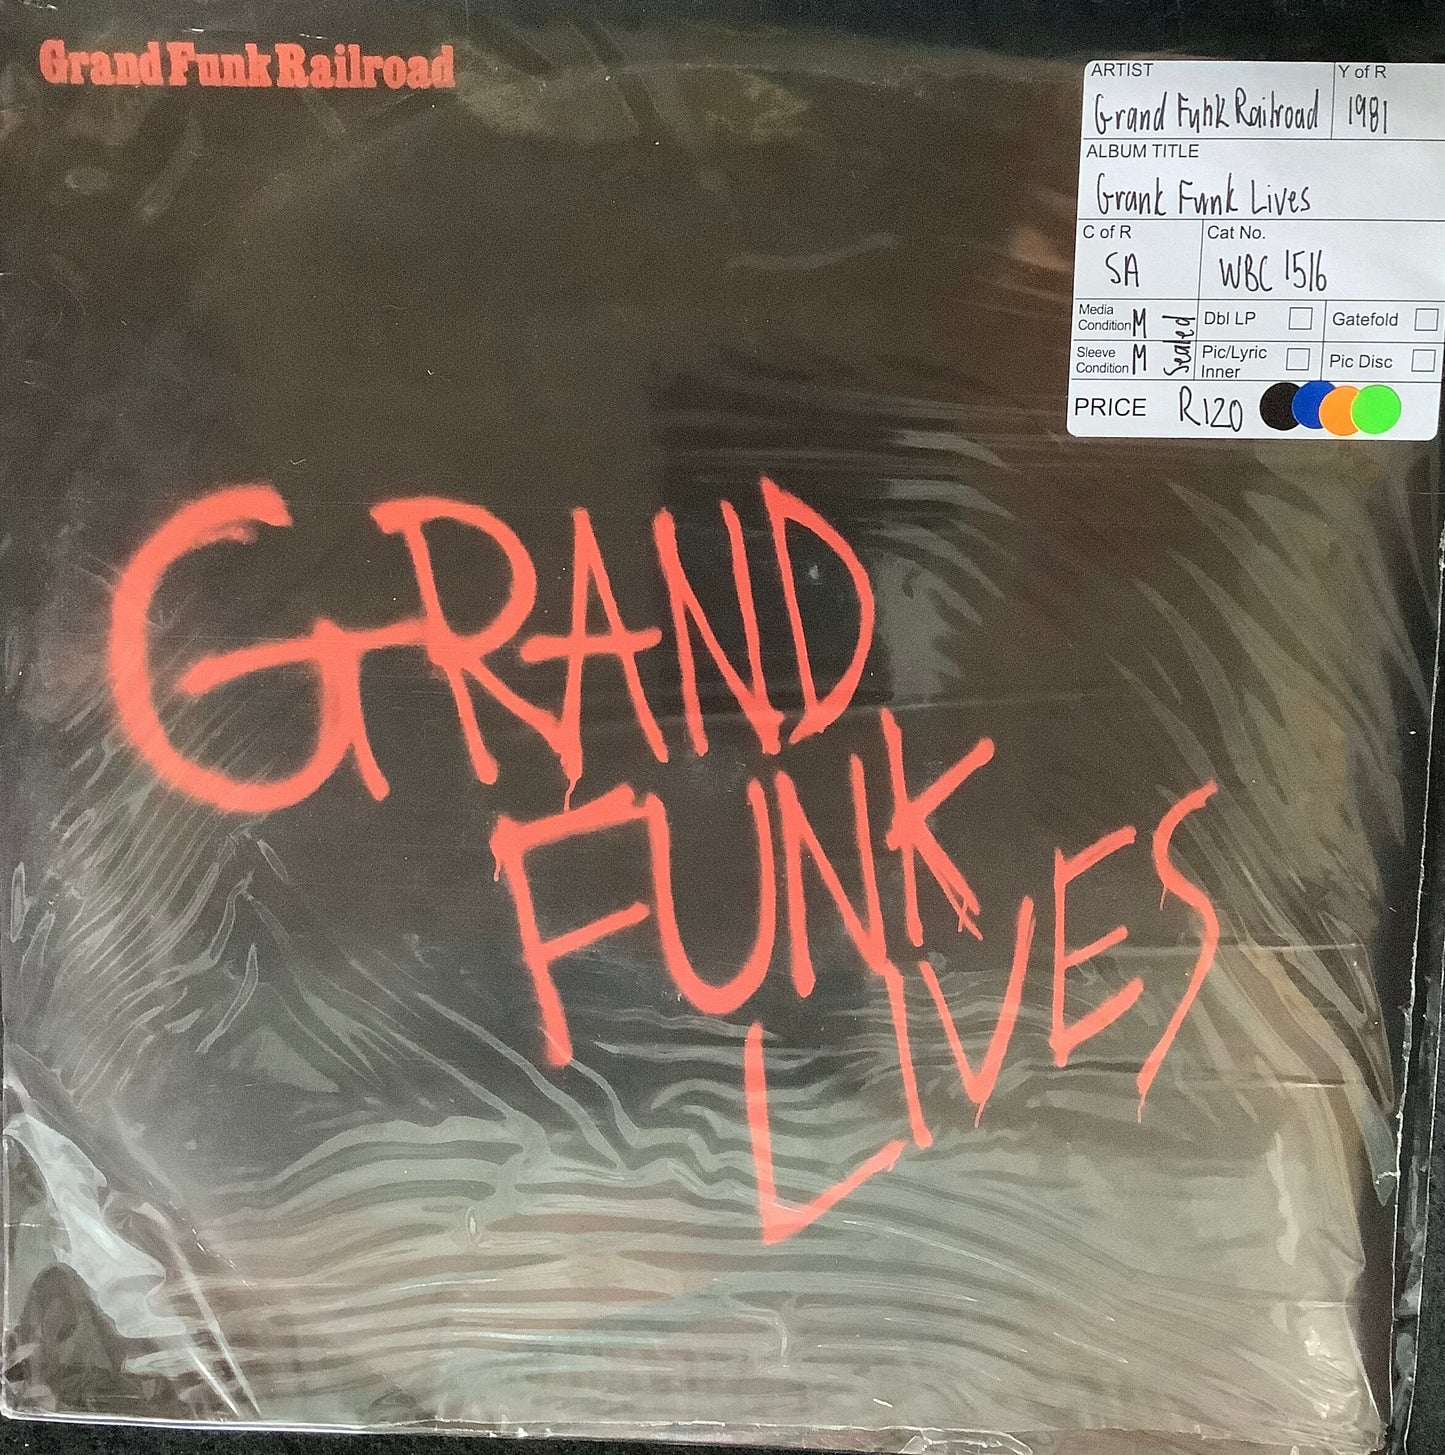 Grand Funk Railroad
ARTIST Y of R
Grand Funk Railroad 1981
ALBUM TITLE
Grank Funk Lives
C of R Cat No.
SA WBC 1516
Media Condition M Sealed Dbl LP Gatefold
Sleeve Condition M Pic/Lyric Inner Pic Disc
PRICE R120
GRAND
FUNK
LIVES